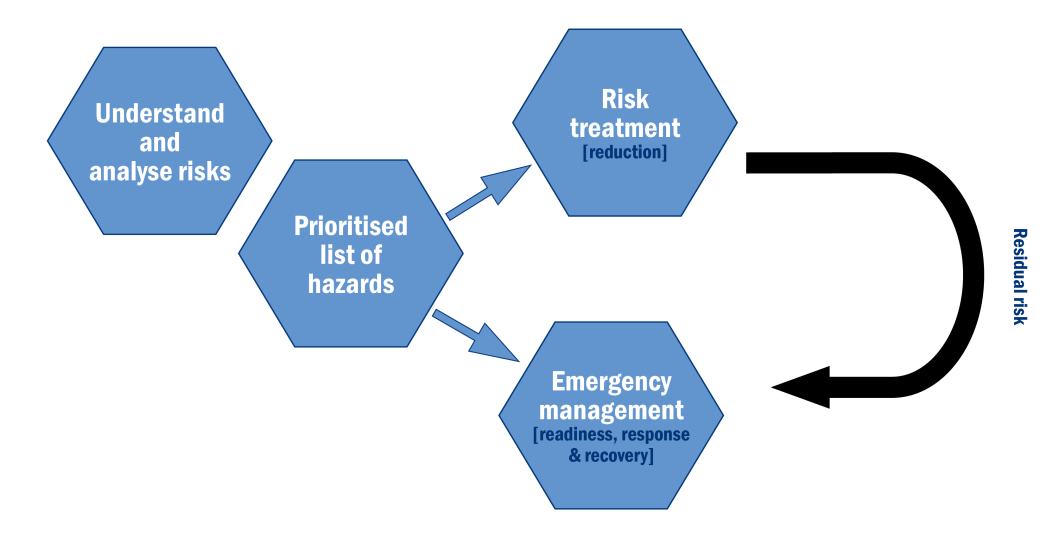 Understand
and
analyse risks
Prioritised
list of
hazards
Risk
treatment
[reduction]
Emergency
management
[readiness, response
& recovery]
Residual risk